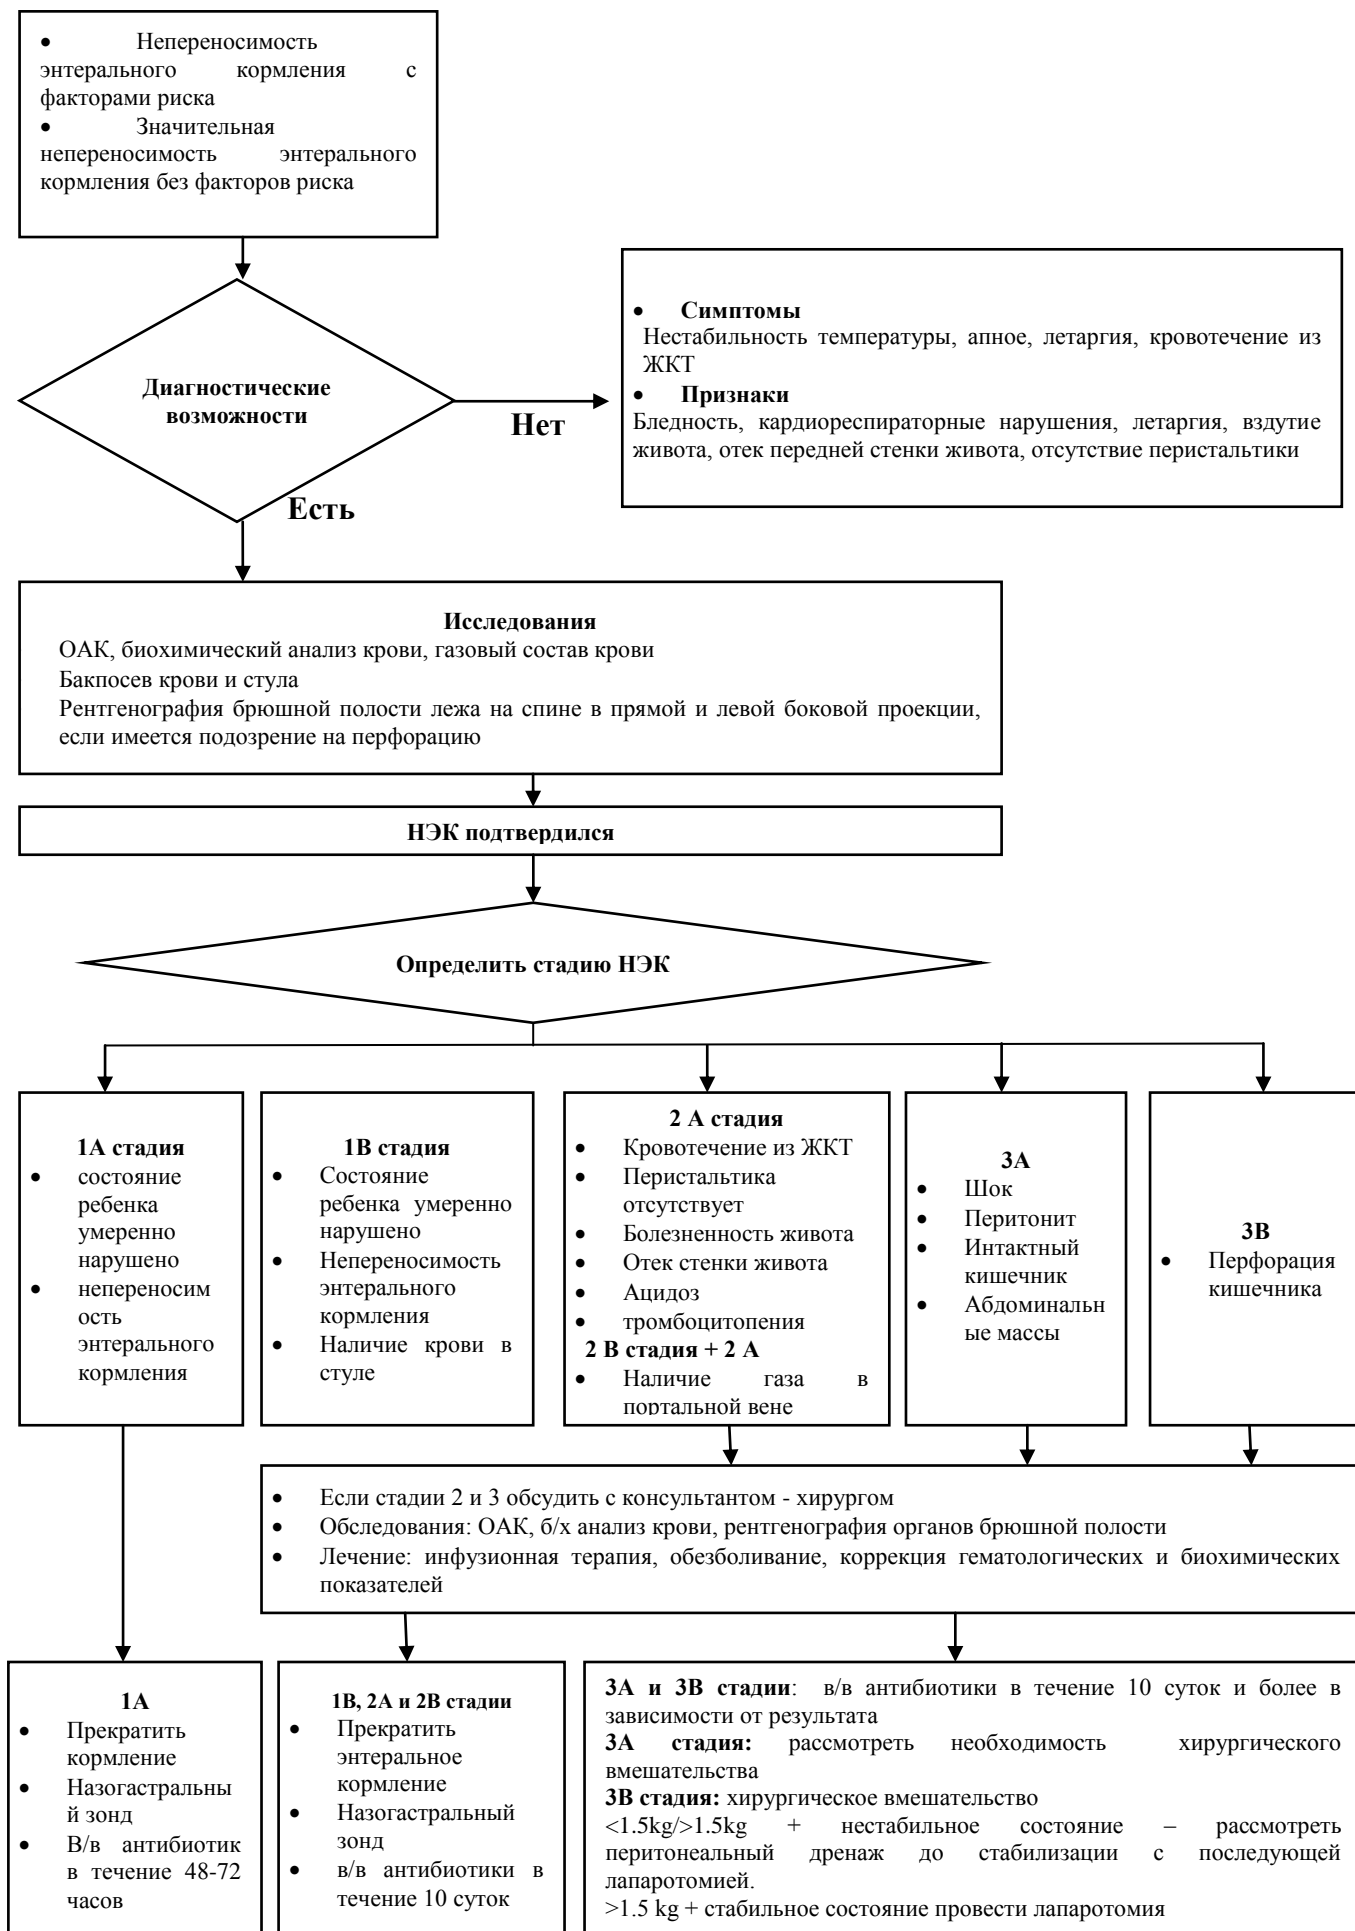 • Непереносимость
энтерального кормления с
факторами риска
• Значительная
непереносимость энтерального
кормления без факторов риска
Диагностические
возможности
Нет
Есть
• Симптомы
Нестабильность температуры, апное, летаргия, кровотечение из
ЖКТ
• Признаки
Бледность, кардиореспираторные нарушения, летаргия, вздутие
живота, отек передней стенки живота, отсутствие перистальтики
Исследования
ОАК, биохимический анализ крови, газовый состав крови
Бакпосев крови и стула
Рентгенография брюшной полости лежа на спине в прямой и левой боковой проекции,
если имеется подозрение на перфорацию
НЭК подтвердился
Определить стадию НЭК
1А стадия
• состояние
ребенка
умеренно
нарушено
• непереносим
ость
энтерального
кормления
1В стадия
• Состояние
ребенка умеренно
нарушено
• Непереносимость
энтерального
кормления
• Наличие крови в
стуле
2 А стадия
• Кровотечение из ЖКТ
• Перистальтика
отсутствует
• Болезненность живота
• Отек стенки живота
• Ацидоз
• тромбоцитопения
2 В стадия + 2 А
• Наличие газа в
портальной вене
3А
• Шок
• Перитонит
• Интактный
кишечник
• Абдоминальн
ые массы
3В
• Перфорация
кишечника
• Если стадии 2 и 3 обсудить с консультантом - хирургом
• Обследования: ОАК, б/х анализ крови, рентгенография органов брюшной полости
• Лечение: инфузионная терапия, обезболивание, коррекция гематологических и биохимических
показателей
1А
• Прекратить
кормление
• Назогастральны
й зонд
• В/в антибиотик
в течение 48-72
часов
1В, 2А и 2В стадии
• Прекратить
энтеральное
кормление
• Назогастральный
зонд
• в/в антибиотики в
течение 10 суток
3А и 3В стадии: в/в антибиотики в течение 10 суток и более в
зависимости от результата
3А стадия: рассмотреть необходимость хирургического
вмешательства
3В стадия: хирургическое вмешательство
<1.5kg/>1.5kg + нестабильное состояние – рассмотреть
перитонеальный дренаж до стабилизации с последующей
лапаротомией.
>1.5 kg + стабильное состояние провести лапаротомия